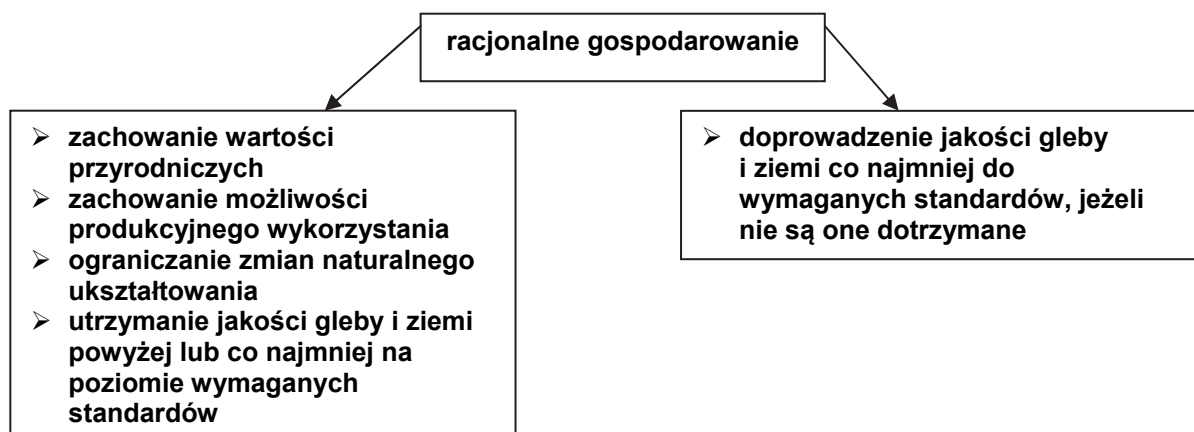 racjonalne gospodarowanie
➢ zachowanie wartości
przyrodniczych
➢ zachowanie możliwości
produkcyjnego wykorzystania
➢ ograniczanie zmian naturalnego
ukształtowania
➢ utrzymanie jakości gleby i ziemi
powyżej lub co najmniej na
poziomie wymaganych
standardów
➢ doprowadzenie jakości gleby
i ziemi co najmniej do
wymaganych standardów, jeżeli
nie są one dotrzymane